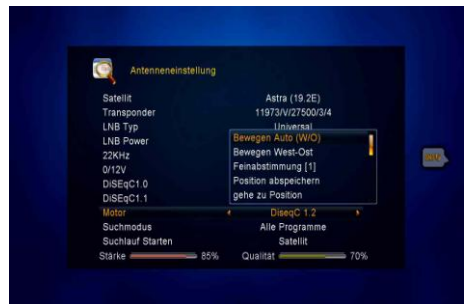 Antenneneinstellung
Satellit Astra (19.2E)
Transponder 11973/V/27500/3/4
LNB Typ Universal
LNB Power
22KHz
0/12V
DiSEqC1.0
DiSEqC1.1
Bewegen Auto (W/O)
Bewegen West-Ost
Feinabstimmung [1]
Position abspeichern
gehe zu Position
Motor DiseqC 1.2
Suchmodus Alle Programme
Suchlauf Starten Satellit
Stärke 85% Qualität 70%